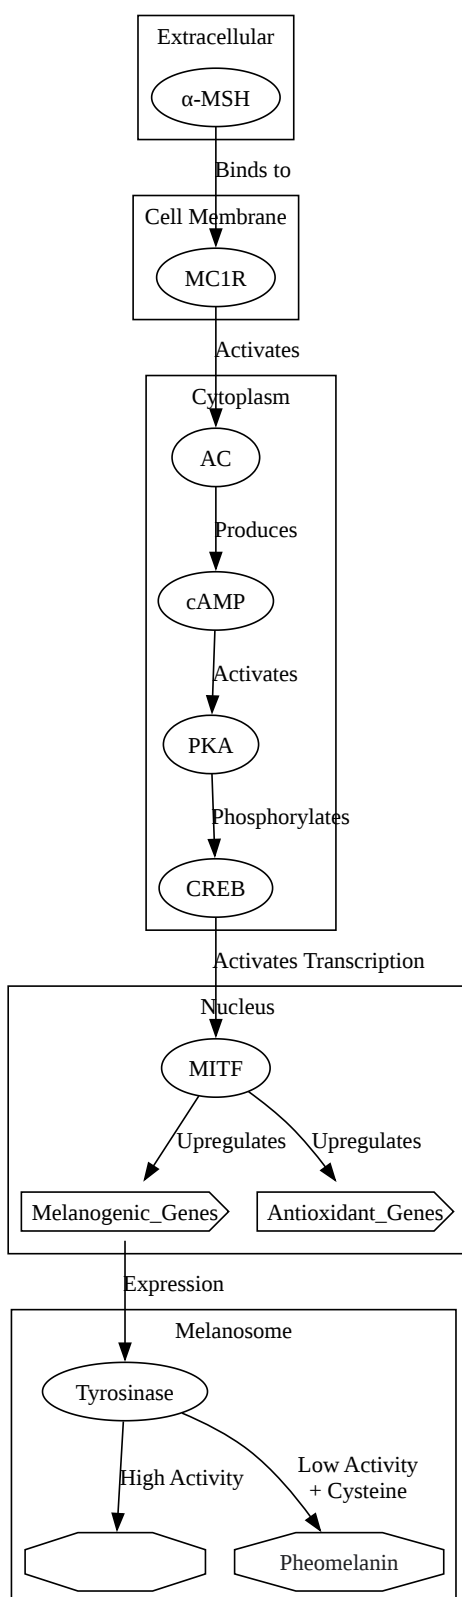 Extracellular
α-MSH
Binds to
Cell Membrane
MC1R
Activates
Cytoplasm
AC
Produces
cAMP
Activates
PKA
Phosphorylates
CREB
Activates Transcription
Nucleus
MITF
Upregulates
Upregulates
Melanogenic_Genes
Antioxidant_Genes
Expression
Melanosome
Tyrosinase
High Activity
Low Activity
+ Cysteine
Pheomelanin